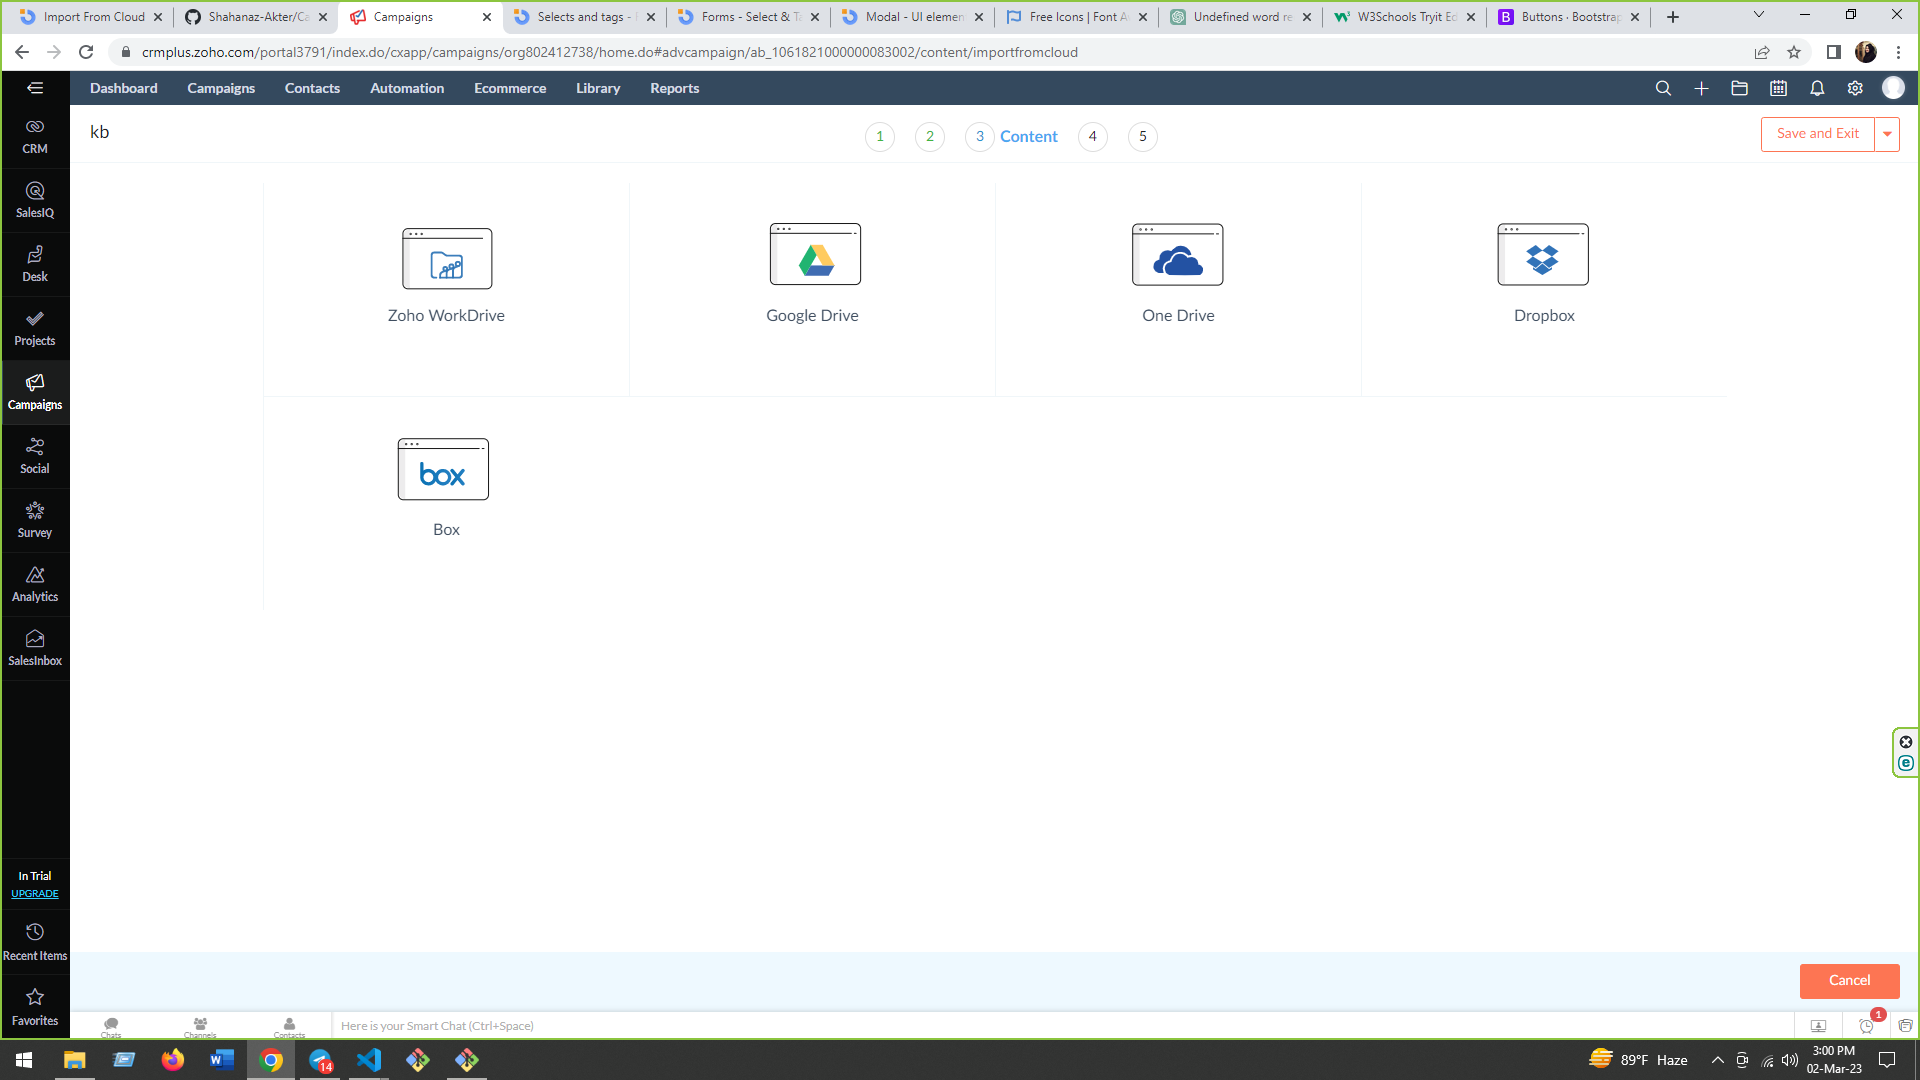 Import From Cloud
Shahanaz-Akter/Ca
Campaigns
Selects and tags -
Forms - Select & Ta
Modal - UI elemen
Free Icons | Font A
Undefined word re
W3Schools Tryit Ed
Buttons · Bootstrap
crmplus.zoho.com/portal3791/index.do/cxapp/campaigns/org802412738/home.do#advcampaign/ab_1061821000000083002/content/importfromcloud
Dashboard
Campaigns
Contacts
Automation
Ecommerce
Library
Reports
CRM
SalesIQ
Desk
Projects
Campaigns
Social
Survey
Analytics
SalesInbox
In Trial
UPGRADE
Recent Items
Favorites
kb
1
2
3 Content
4
5
Save and Exit
Zoho WorkDrive
Google Drive
One Drive
Dropbox
box
Box
Cancel
Chats
Channels
Contacts
Here is your Smart Chat (Ctrl+Space)
1
14
89°F Haze
3:00 PM
02-Mar-23